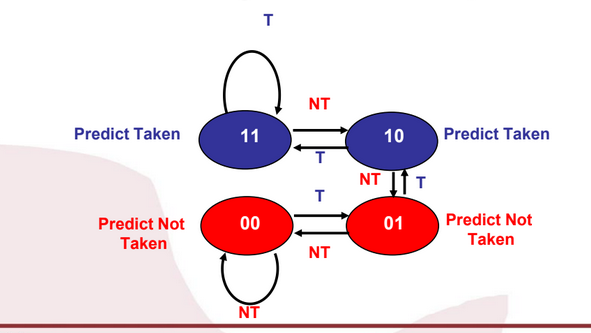 T
NT
Predict Taken
11
10
Predict Taken
T
NT
T
T
Predict Not
Taken
00
01
Predict Not
Taken
NT
NT